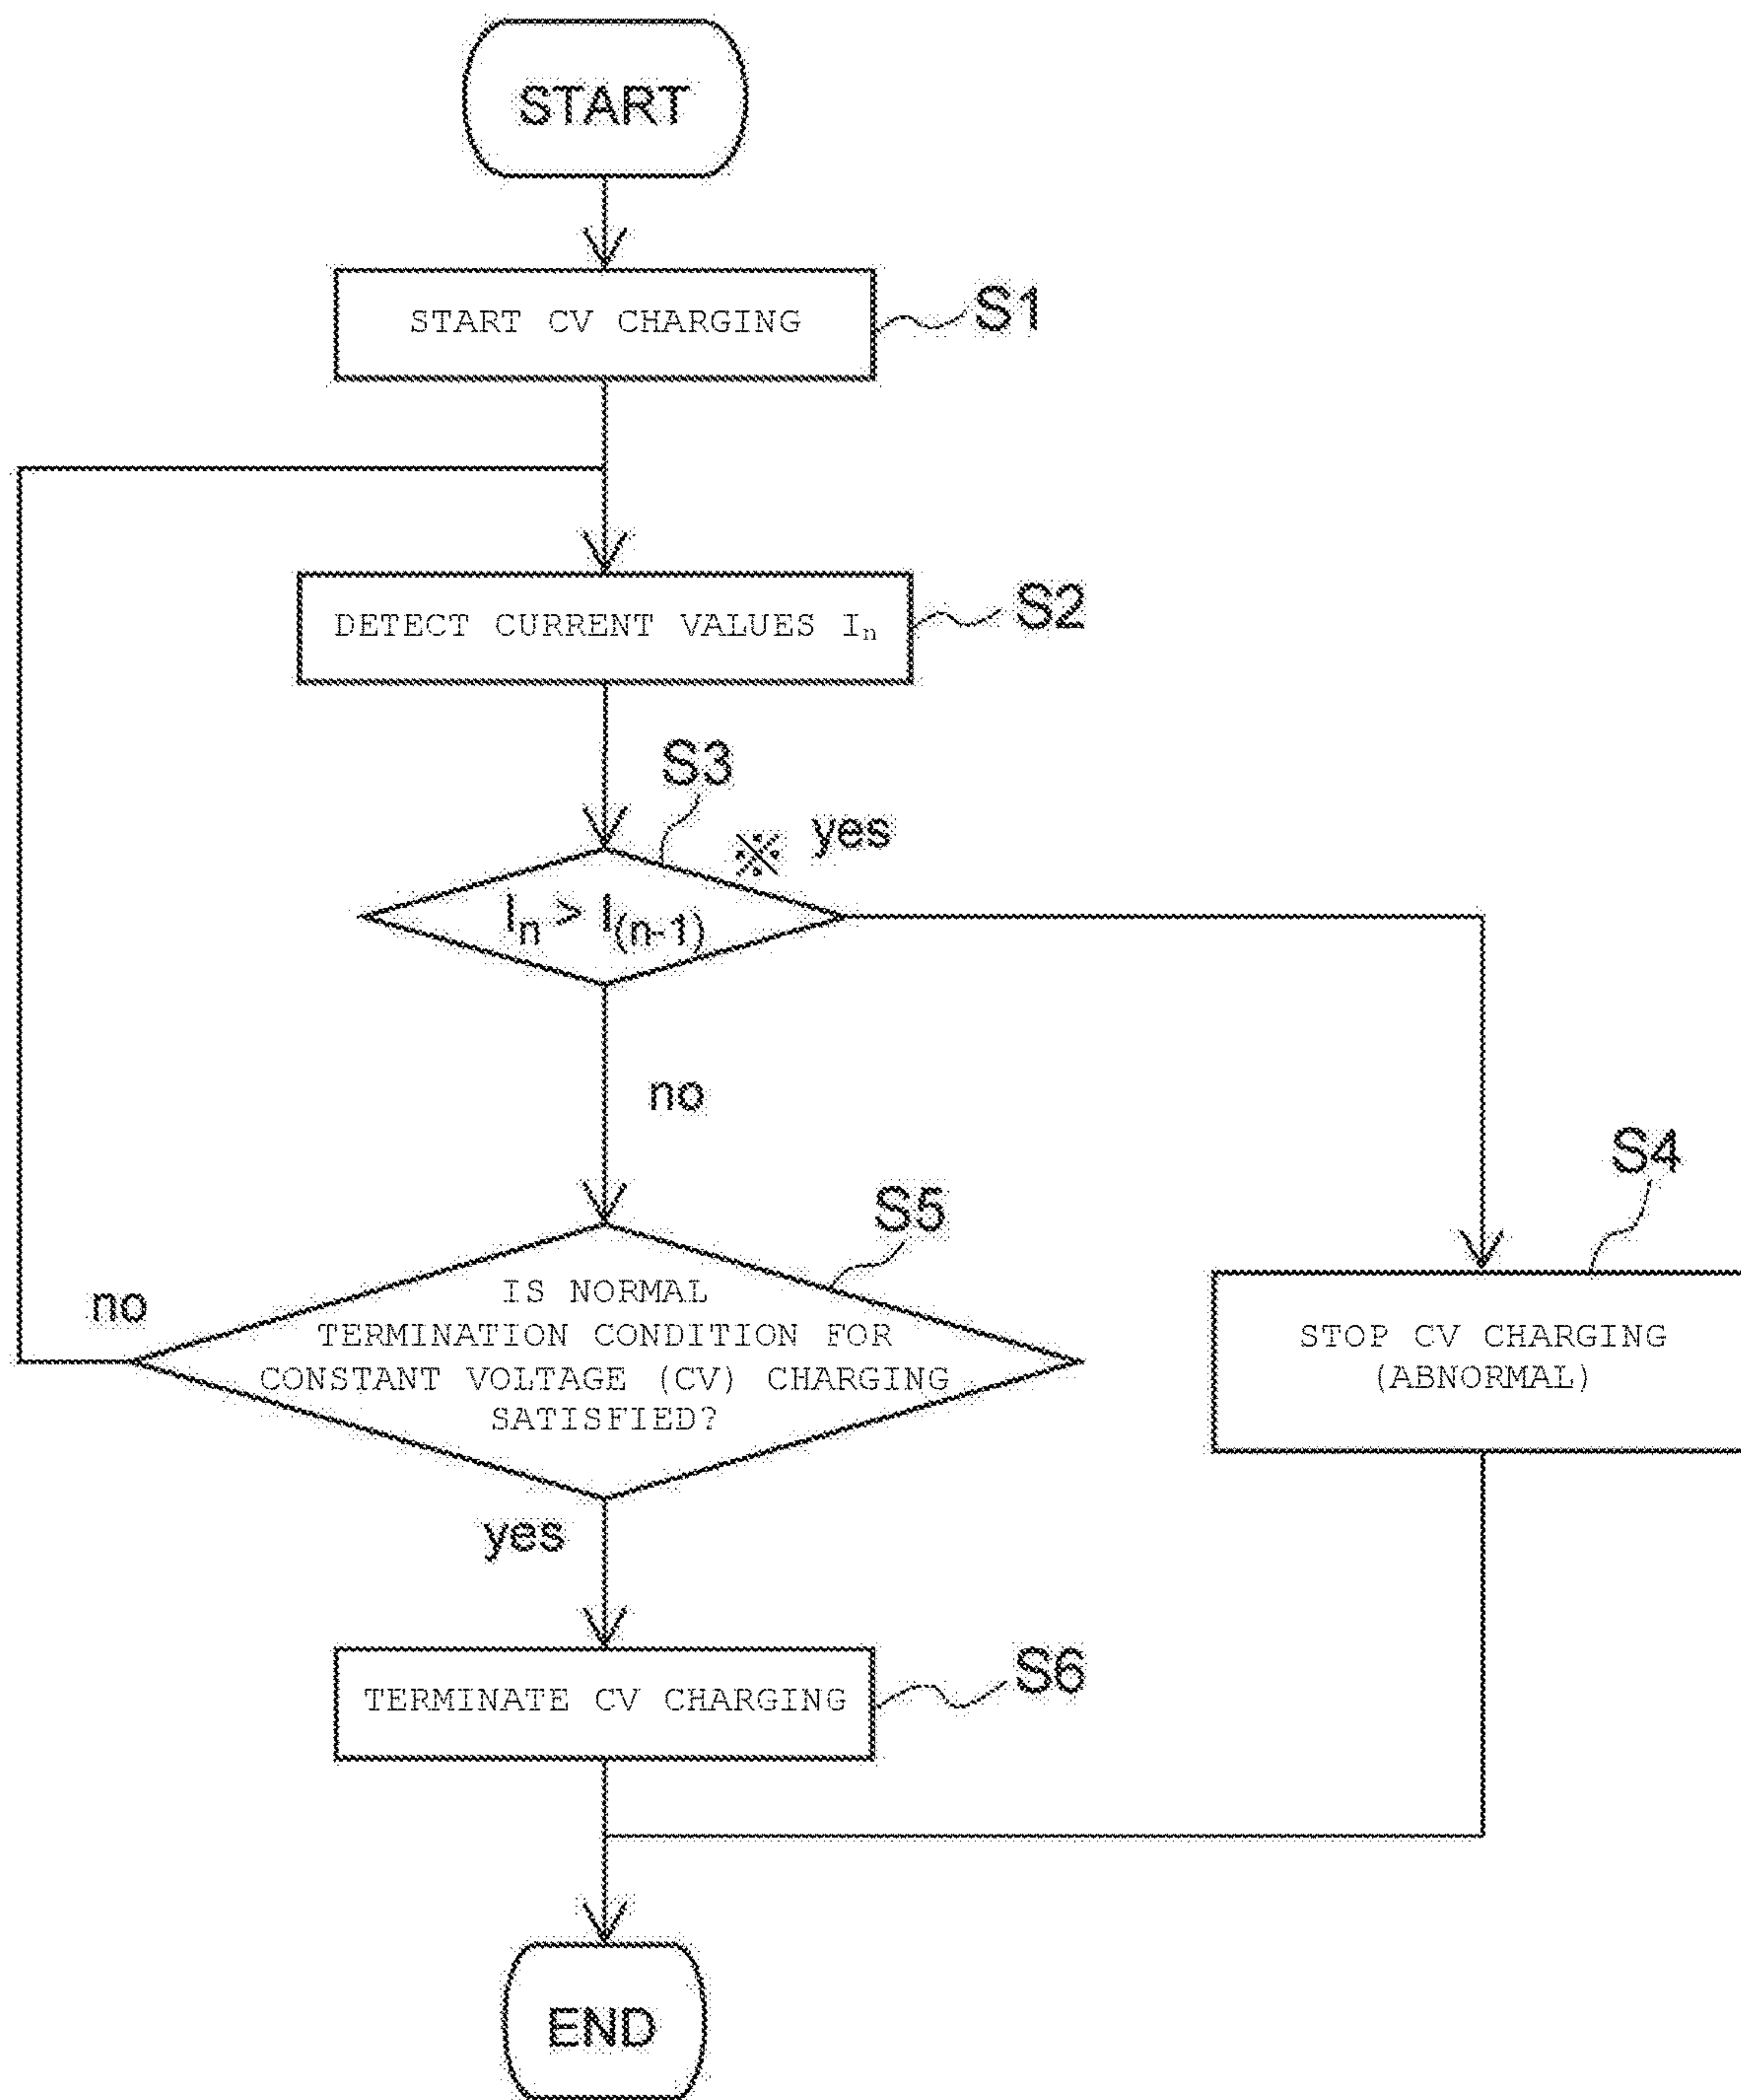 START
START CV CHARGING
S1
DETECT CURRENT VALUES Iₙ
S2
S3
※ yes
Iₙ > I₍ₙ₋₁₎
no
S4
S5
IS NORMAL
TERMINATION CONDITION FOR
CONSTANT VOLTAGE (CV) CHARGING
SATISFIED?
no
STOP CV CHARGING
(ABNORMAL)
yes
TERMINATE CV CHARGING
S6
END